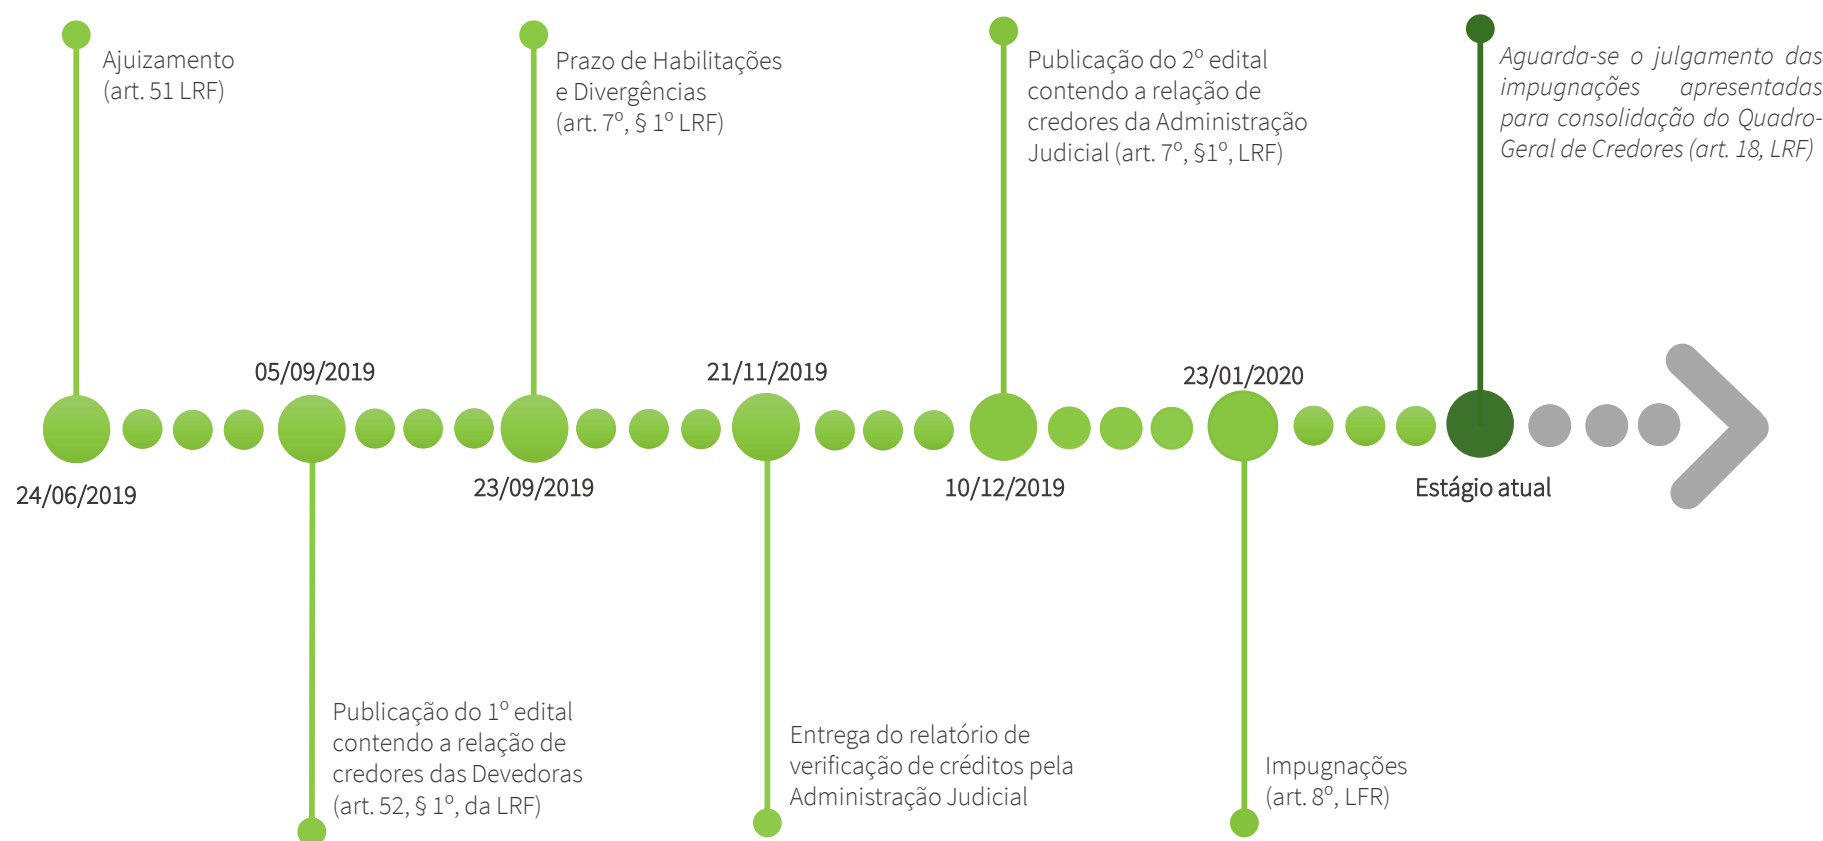 Ajuizamento
(art. 51 LRF)
Prazo de Habilitações
e Divergências
(art. 7º, § 1º LRF)
Publicação do 2º edital
contendo a relação de
credores da Administração
Judicial (art. 7º, §1º, LRF)
Aguarda-se o julgamento das
impugnações apresentadas
para consolidação do Quadro-
Geral de Credores (art. 18, LRF)
05/09/2019
21/11/2019
23/01/2020
24/06/2019
23/09/2019
10/12/2019
Estágio atual
Publicação do 1º edital
contendo a relação de
credores das Devedoras
(art. 52, § 1º, da LRF)
Entrega do relatório de
verificação de créditos pela
Administração Judicial
Impugnações
(art. 8º, LFR)